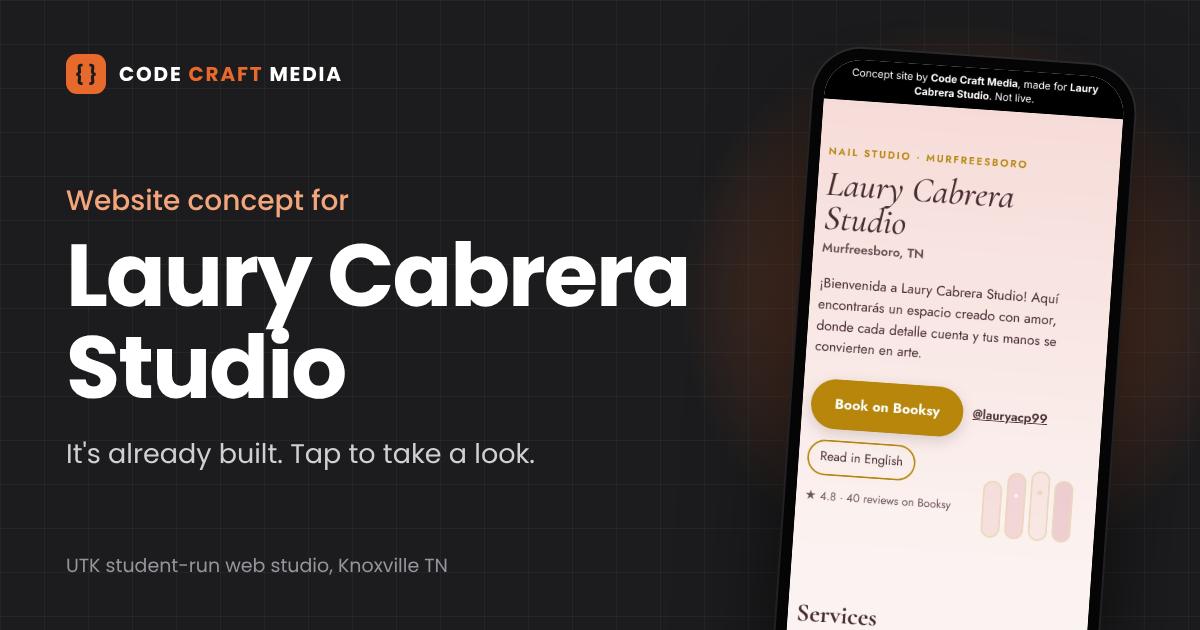 { } CODE CRAFT MEDIA
Website concept for
Laury Cabrera
Studio
It's already built. Tap to take a look.
UTK student-run web studio, Knoxville TN
Concept site by Code Craft Media, made for Laury
Cabrera Studio. Not live.
NAIL STUDIO · MURFREESBORO
Laury Cabrera
Studio
Murfreesboro, TN
¡Bienvenida a Laury Cabrera Studio! Aquí
encontrarás un espacio creado con amor,
donde cada detalle cuenta y tus manos se
convierten en arte.
Book on Booksy
@lauryacp99
Read in English
★ 4.8 · 40 reviews on Booksy
Services